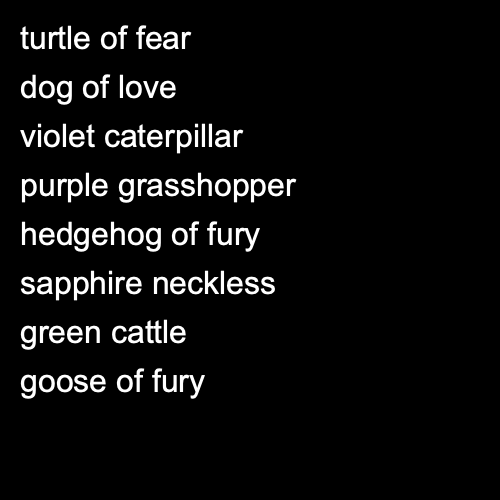 turtle of fear
dog of love
violet caterpillar
purple grasshopper
hedgehog of fury
sapphire neckless
green cattle
goose of fury